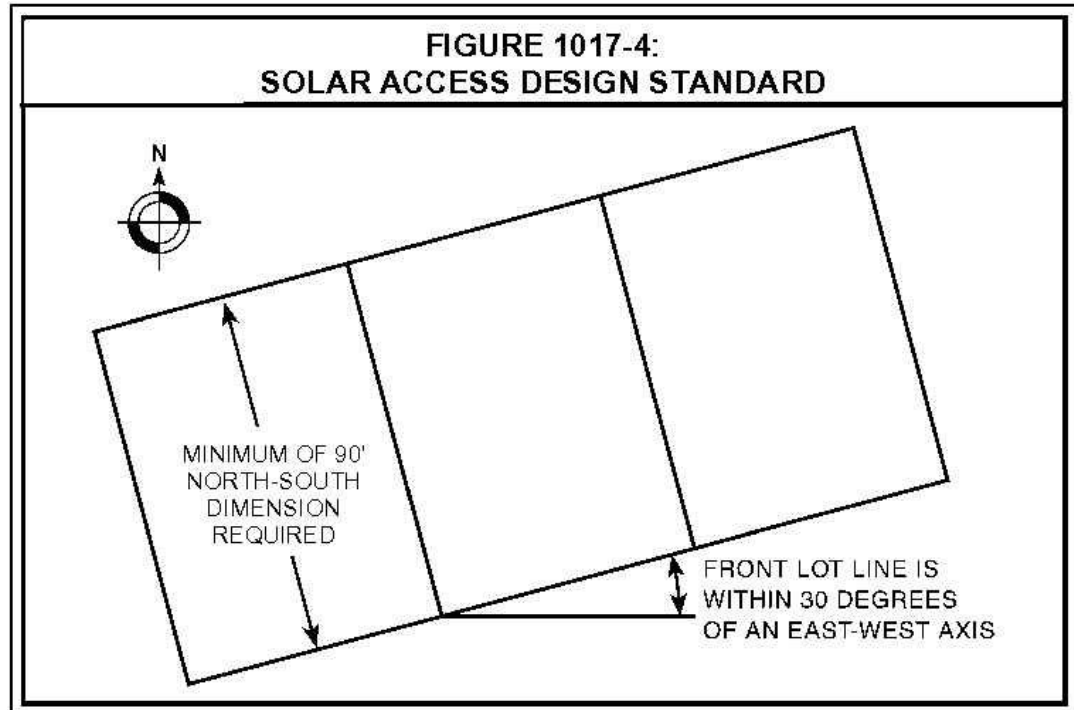 FIGURE 1017-4:
SOLAR ACCESS DESIGN STANDARD
N
MINIMUM OF 90'
NORTH-SOUTH
DIMENSION
REQUIRED
FRONT LOT LINE IS
WITHIN 30 DEGREES
OF AN EAST-WEST AXIS